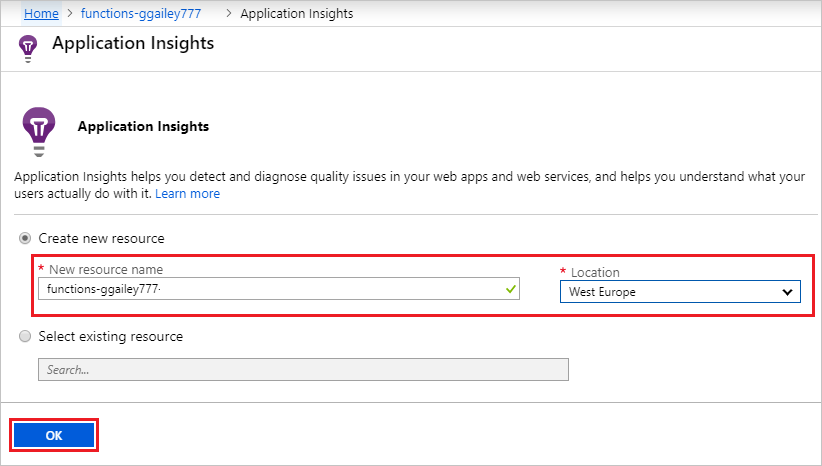 Home > functions-ggailey777 > Application Insights
Application Insights
Application Insights
Application Insights helps you detect and diagnose quality issues in your web apps and web services, and helps you understand what your
users actually do with it. Learn more
Create new resource
* New resource name
* Location
functions-ggailey777-
West Europe
Select existing resource
Search...
OK